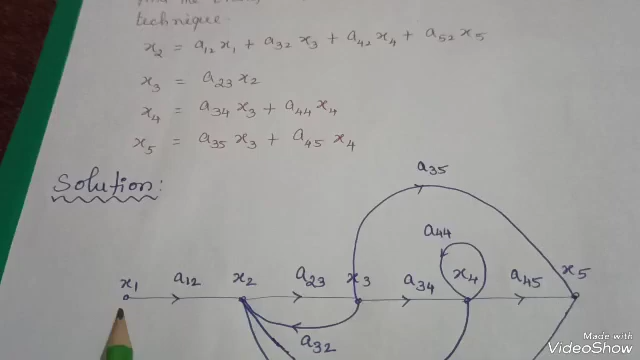 technique.
x₂ = a₁₂ x₁ + a₃₂ x₃ + a₄₂ x₄ + a₅₂ x₅
x₃ = a₂₃ x₂
x₄ = a₃₄ x₃ + a₄₄ x₄
x₅ = a₃₅ x₃ + a₄₅ x₄
Solution:
a₃₅
a₄₄
x₁ a₁₂ x₂ a₂₃ x₃ a₃₄ x₄ a₄₅ x₅
a₃₂
Made with
VideoShow